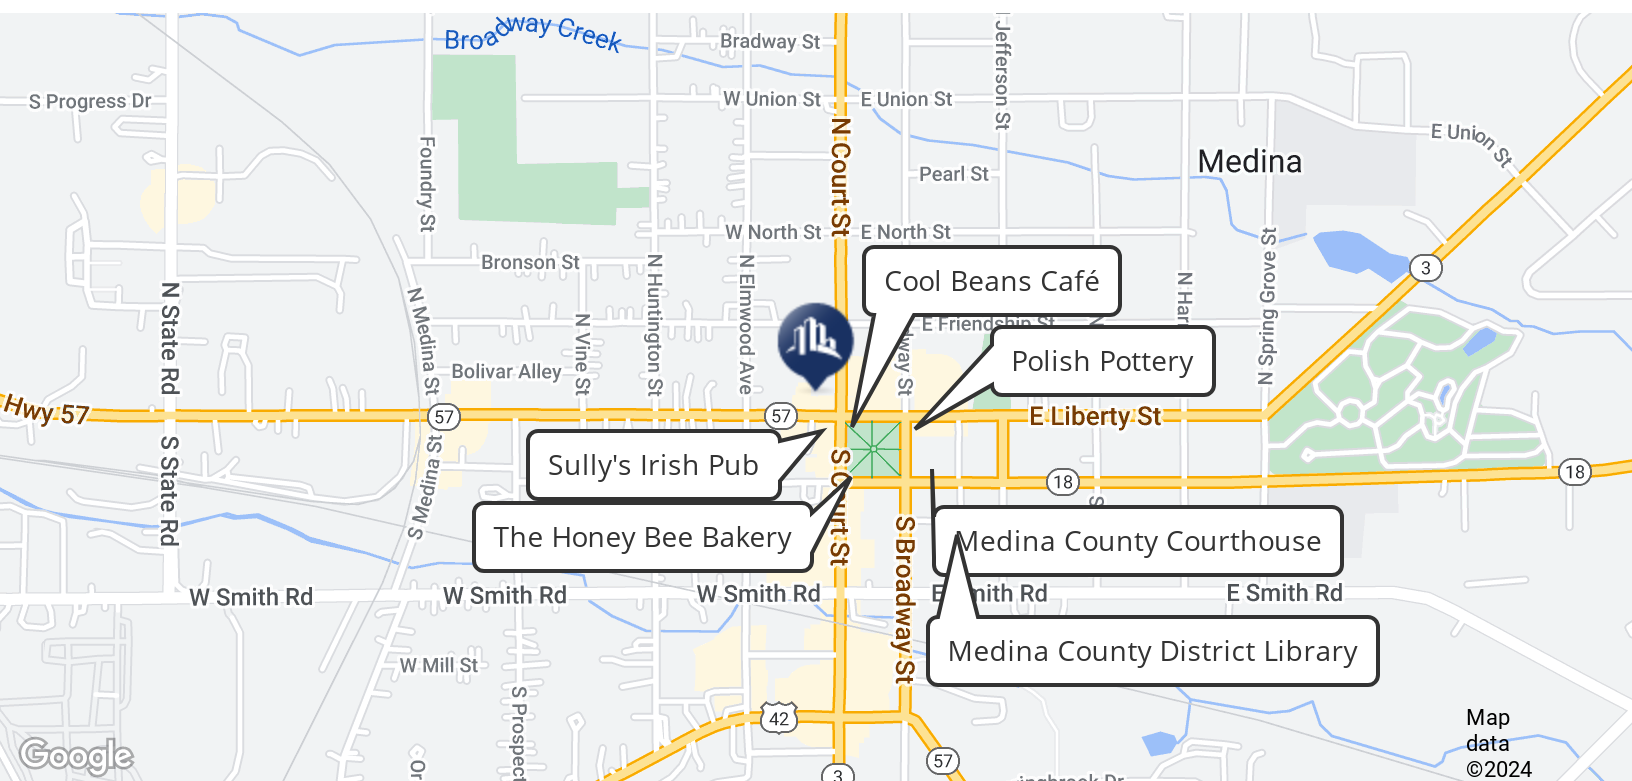 Broadway Creek
Bradway St
Jefferson St
S Progress Dr
W Union St
E Union St
E Union St
Foundry St
N Court St
Medina
Pearl St
W North St
E North St
Bronson St
N State Rd
N Medina St
N Vine St
N Huntington St
N Elmwood Ave
Cool Beans Café
N Spring Grove St
3
E Friendship St
Polish Pottery
Bolivar Alley
Hwy 57
57
57
E Liberty St
Sully's Irish Pub
S State Rd
S Medina St
S Court St
18
18
The Honey Bee Bakery
Medina County Courthouse
W Smith Rd
W Smith Rd
W Smith Rd
E Smith Rd
E Smith Rd
S Broadway St
Medina County District Library
W Mill St
S Prospect
42
57
3
Google
Map
data
©2024